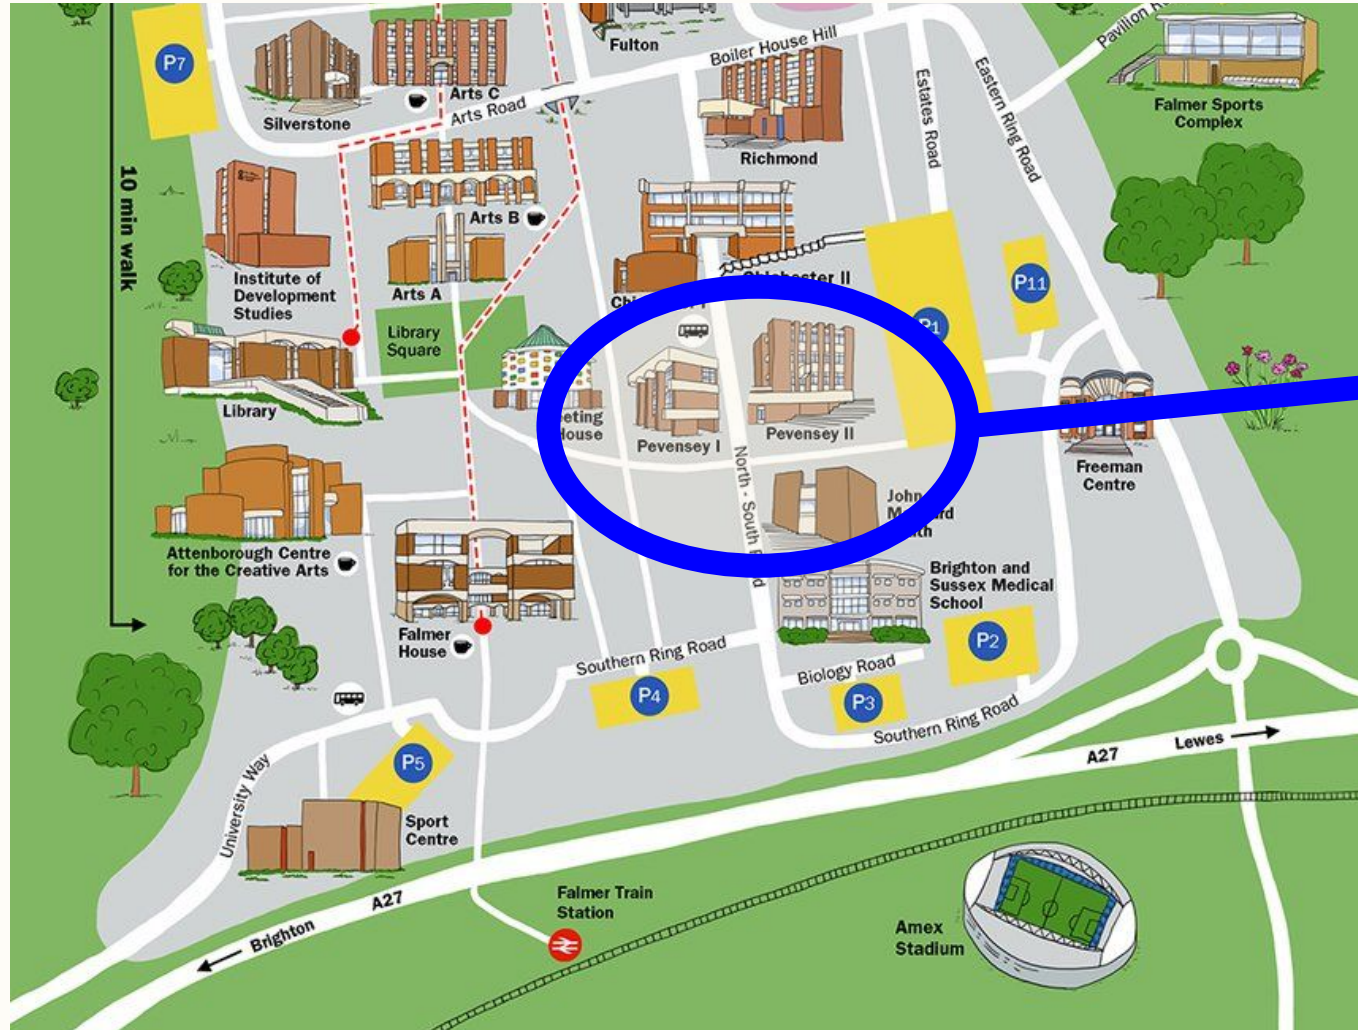 Fulton
Boiler House Hill
Pavilion
P7
Silverstone
Arts C
Arts Road
Richmond
Estates Road
Eastern Ring Road
Falmer Sports
Complex
10 min walk
Arts B
Institute of
Development
Studies
Arts A
Chichester II
P11
P1
Library
Square
Library
House
Pevensey I
Pevensey II
Freeman
Centre
North - South
John
Attenborough Centre
for the Creative Arts
Brighton and
Sussex Medical
School
Falmer
House
Southern Ring Road
Biology Road
P2
P4
P3
Southern Ring Road
P5
University Way
Sport
Centre
A27
Lewes
A27
Brighton
Falmer Train
Station
Amex
Stadium